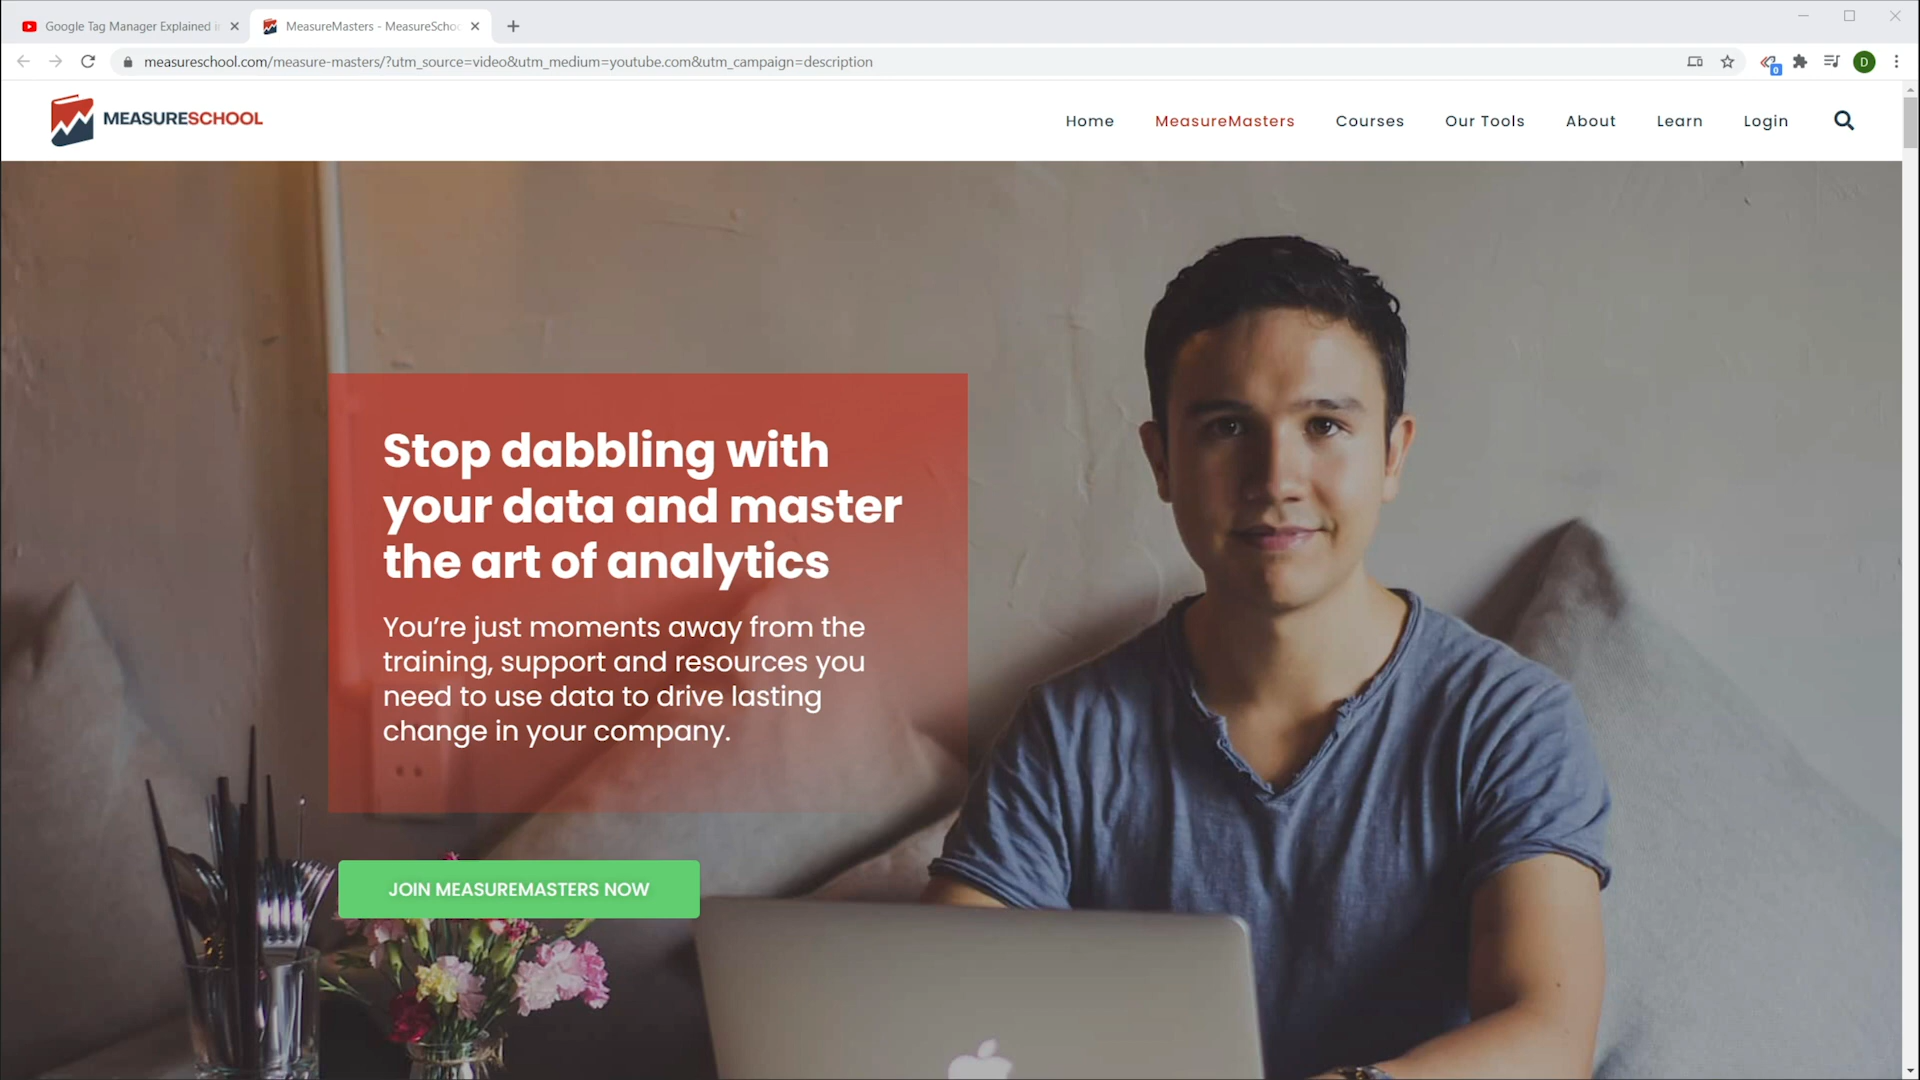 Google Tag Manager Explained i
MeasureMasters - MeasureSchoo
measureschool.com/measure-masters/?utm_source=video&utm_medium=youtube.com&utm_campaign=description
0
D
MEASURESCHOOL
Home
MeasureMasters
Courses
Our Tools
About
Learn
Login
Stop dabbling with
your data and master
the art of analytics
You’re just moments away from the
training, support and resources you
need to use data to drive lasting
change in your company.
JOIN MEASUREMASTERS NOW